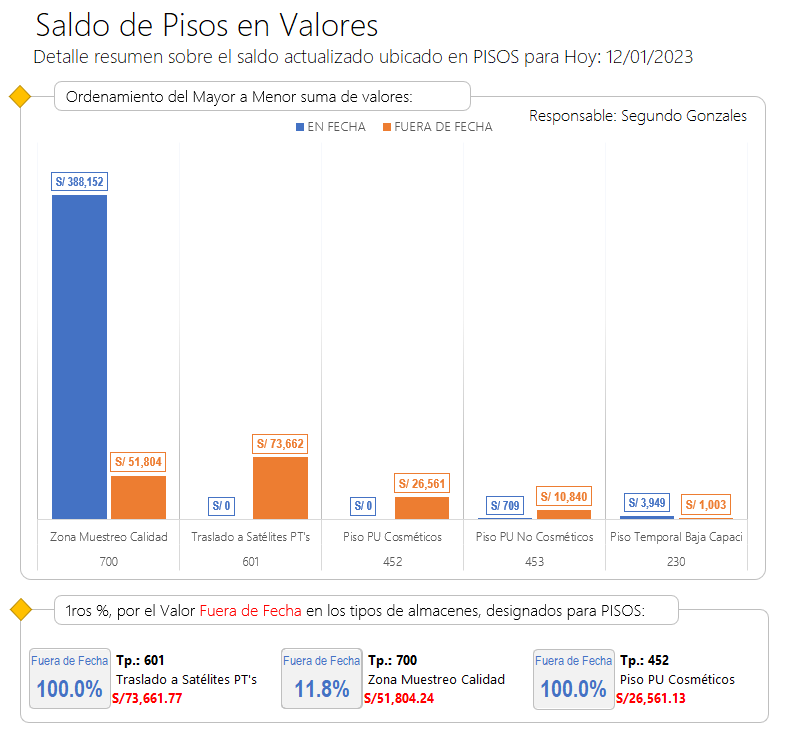 Saldo de Pisos en Valores
Detalle resumen sobre el saldo actualizado ubicado en PISOS para Hoy: 12/01/2023
Ordenamiento del Mayor a Menor suma de valores:
Responsable: Segundo Gonzales
EN FECHA FUERA DE FECHA
S/ 388,152
S/ 51,804
S/ 0
S/ 73,662
S/ 0
S/ 26,561
S/ 709
S/ 10,840
S/ 3,949
S/ 1,003
Zona Muestreo Calidad Traslado a Satélites PT's Piso PU Cosméticos Piso PU No Cosméticos Piso Temporal Baja Capaci
700 601 452 453 230
1ros %, por el Valor Fuera de Fecha en los tipos de almacenes, designados para PISOS:
Fuera de Fecha
100.0%
Tp.: 601
Traslado a Satélites PT's
S/73,661.77
Fuera de Fecha
11.8%
Tp.: 700
Zona Muestreo Calidad
S/51,804.24
Fuera de Fecha
100.0%
Tp.: 452
Piso PU Cosméticos
S/26,561.13